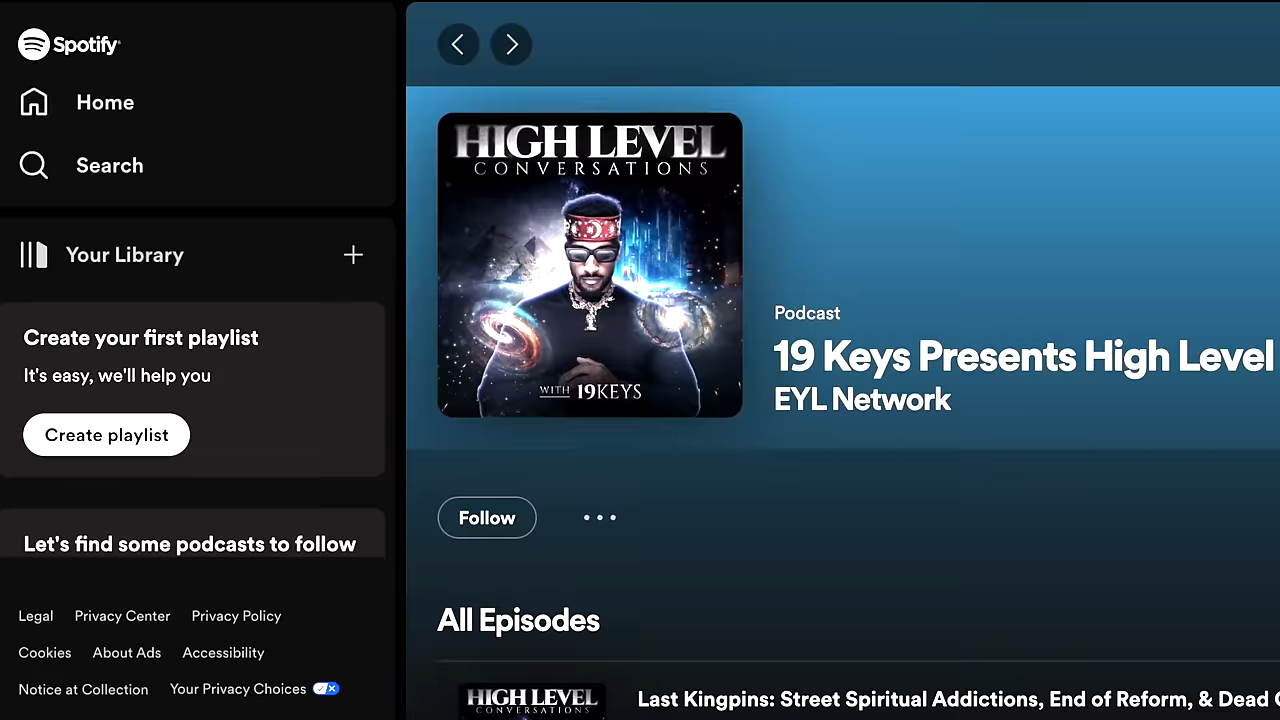 Spotify
Home
Search
Your Library
Create your first playlist
It's easy, we'll help you
Create playlist
Let's find some podcasts to follow
Legal Privacy Center Privacy Policy
Cookies About Ads Accessibility
Notice at Collection Your Privacy Choices
HIGH LEVEL
CONVERSATIONS
WITH 19KEYS
Podcast
19 Keys Presents High Level
EYL Network
Follow
All Episodes
HIGH LEVEL
CONVERSATIONS
Last Kingpins: Street Spiritual Addictions, End of Reform, & Dead